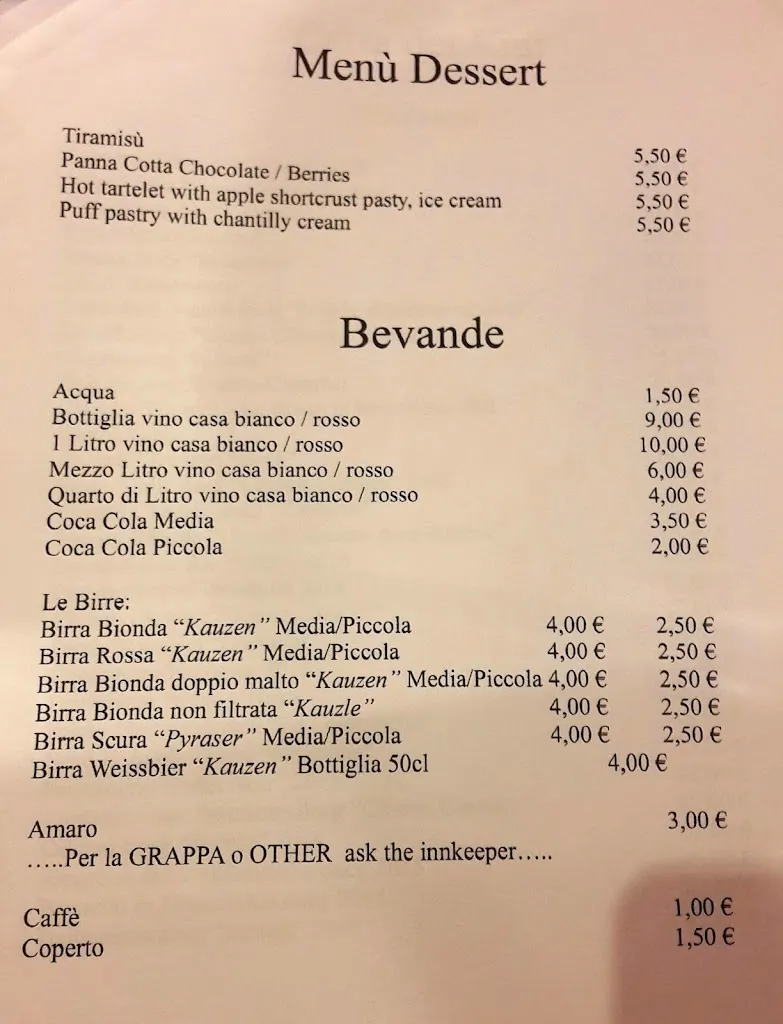 Menù Dessert
Tiramisù 5,50 €
Panna Cotta Chocolate / Berries 5,50 €
Hot tartelet with apple shortcrust pasty, ice cream 5,50 €
Puff pastry with chantilly cream 5,50 €
Bevande
Acqua 1,50 €
Bottiglia vino casa bianco / rosso 9,00 €
1 Litro vino casa bianco / rosso 10,00 €
Mezzo Litro vino casa bianco / rosso 6,00 €
Quarto di Litro vino casa bianco / rosso 4,00 €
Coca Cola Media 3,50 €
Coca Cola Piccola 2,00 €
Le Birre:
Birra Bionda “Kauzen” Media/Piccola 4,00 € 2,50 €
Birra Rossa “Kauzen” Media/Piccola 4,00 € 2,50 €
Birra Bionda doppio malto “Kauzen” Media/Piccola 4,00 € 2,50 €
Birra Bionda non filtrata “Kauzle” 4,00 € 2,50 €
Birra Scura “Pyraser” Media/Piccola 4,00 € 2,50 €
Birra Weissbier “Kauzen” Bottiglia 50cl 4,00 €
Amaro 3,00 €
.....Per la GRAPPA o OTHER ask the innkeeper.....
Caffè 1,00 €
Coperto 1,50 €